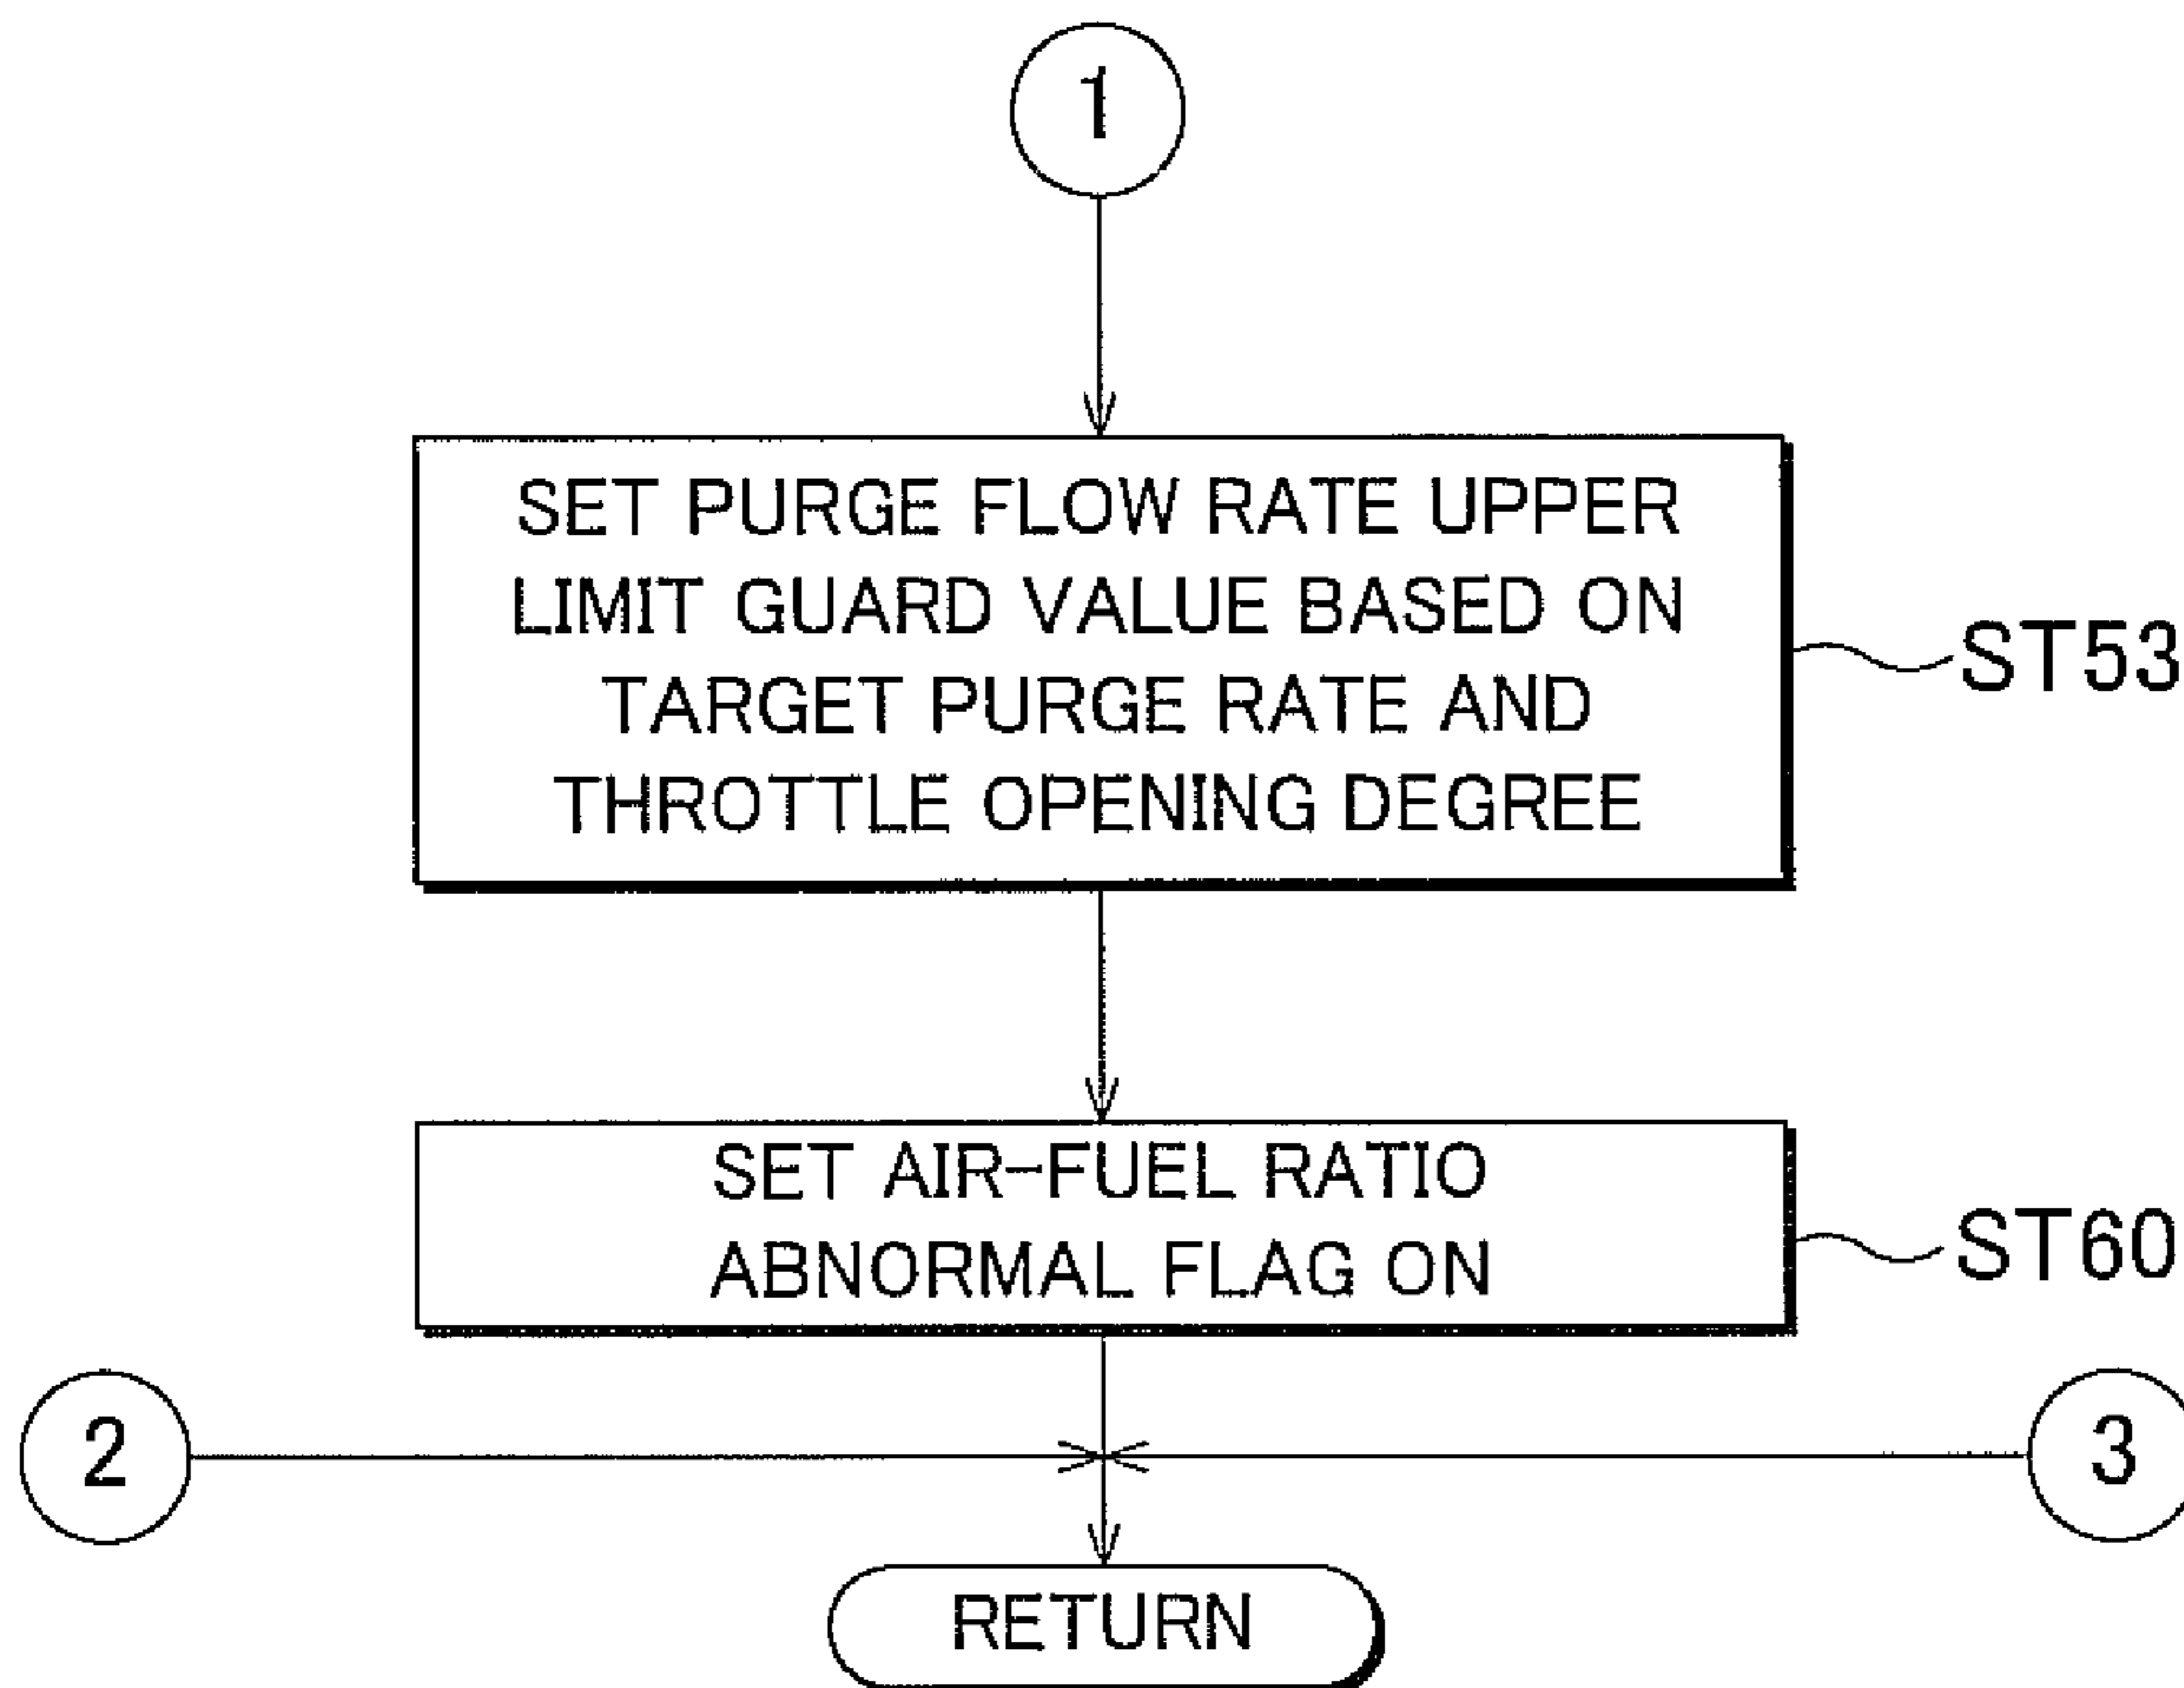 1
SET PURGE FLOW RATE UPPER
LIMIT GUARD VALUE BASED ON
TARGET PURGE RATE AND
THROTTLE OPENING DEGREE
ST53
SET AIR-FUEL RATIO
ABNORMAL FLAG ON
ST60
2
3
RETURN